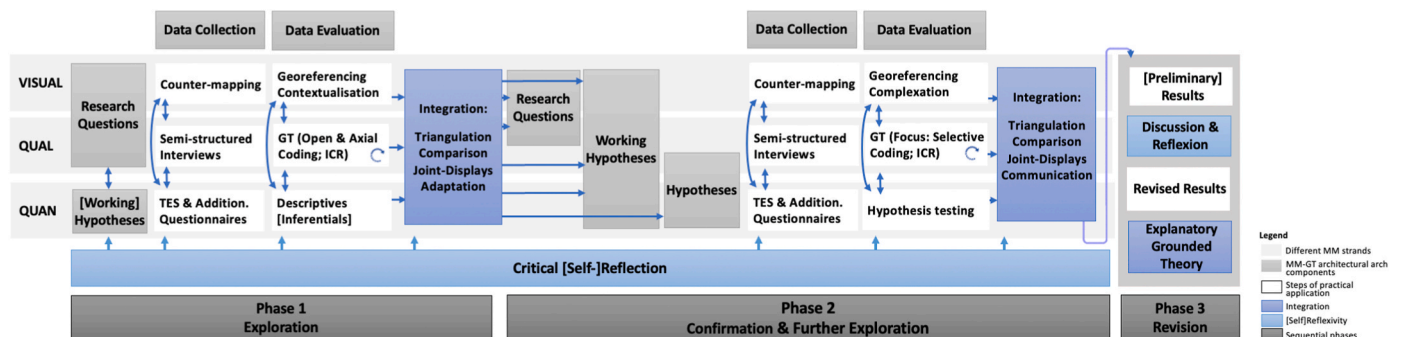 Data Collection
Data Evaluation
Data Collection
Data Evaluation
VISUAL
QUAL
QUAN
Research
Questions
[Working]
Hypotheses
Counter-mapping
Semi-structured
Interviews
TES & Addition.
Questionnaires
Georeferencing
Contextualisation
GT (Open & Axial
Coding; ICR)
Descriptives
[Inferentials]
Integration:
Triangulation
Comparison
Joint-Displays
Adaptation
Research
Questions
Working
Hypotheses
Hypotheses
Counter-mapping
Semi-structured
Interviews
TES & Addition.
Questionnaires
Georeferencing
Complexation
GT (Focus: Selective
Coding; ICR)
Hypothesis testing
Integration:
Triangulation
Comparison
Joint-Displays
Communication
[Preliminary]
Results
Discussion &
Reflexion
Revised Results
Explanatory
Grounded
Theory
Critical [Self-]Reflection
Phase 1
Exploration
Phase 2
Confirmation & Further Exploration
Phase 3
Revision
Legend
Different MM strands
MM-GT architectural arch
components
Steps of practical
application
Integration
[Self]Reflexivity
Sequential phases